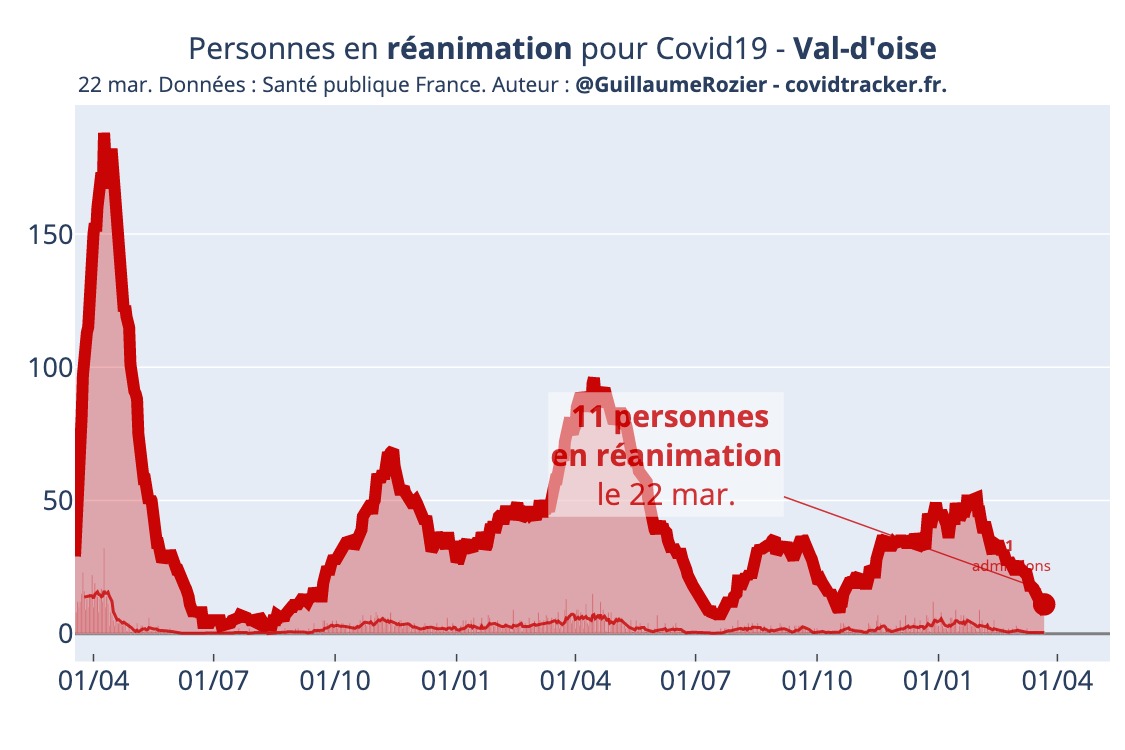 Personnes en réanimation pour Covid19 - Val-d'oise
22 mar. Données : Santé publique France. Auteur : @GuillaumeRozier - covidtracker.fr.
150
100
50
0
11 personnes
en réanimation
le 22 mar.
01/04
01/07
01/10
01/01
01/04
01/07
01/10
01/01
01/04